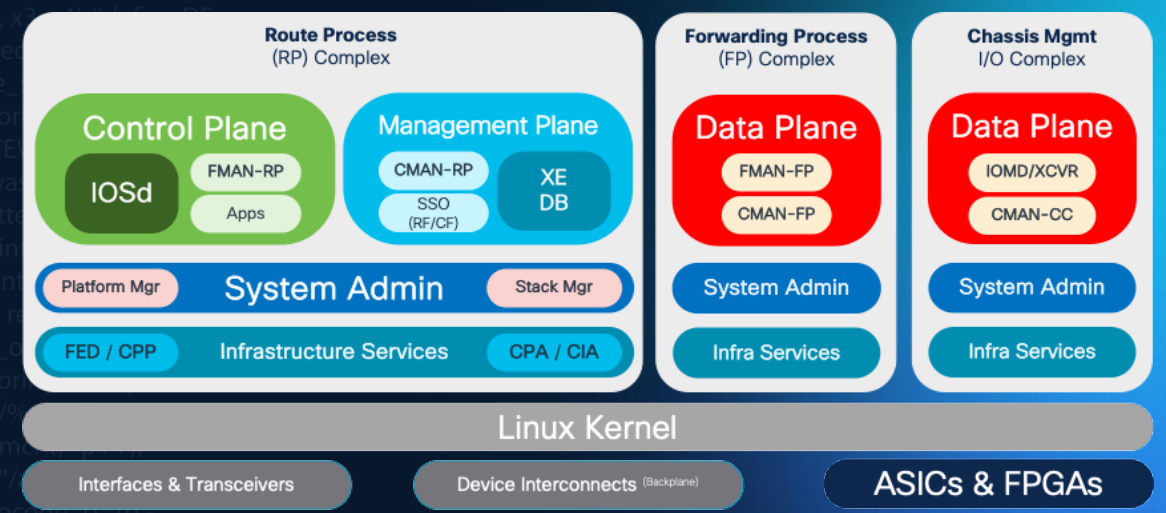 Route Process
(RP) Complex
Control Plane
IOSd
FMAN-RP
Apps
Management Plane
CMAN-RP
SSO
(RF/CF)
XE
DB
Platform Mgr
System Admin
Stack Mgr
FED / CPP
Infrastructure Services
CPA / CIA
Forwarding Process
(FP) Complex
Data Plane
FMAN-FP
CMAN-FP
System Admin
Infra Services
Chassis Mgmt
I/O Complex
Data Plane
IOMD/XCVR
CMAN-CC
System Admin
Infra Services
Linux Kernel
Interfaces & Transceivers
Device Interconnects (Backplane)
ASICs & FPGAs